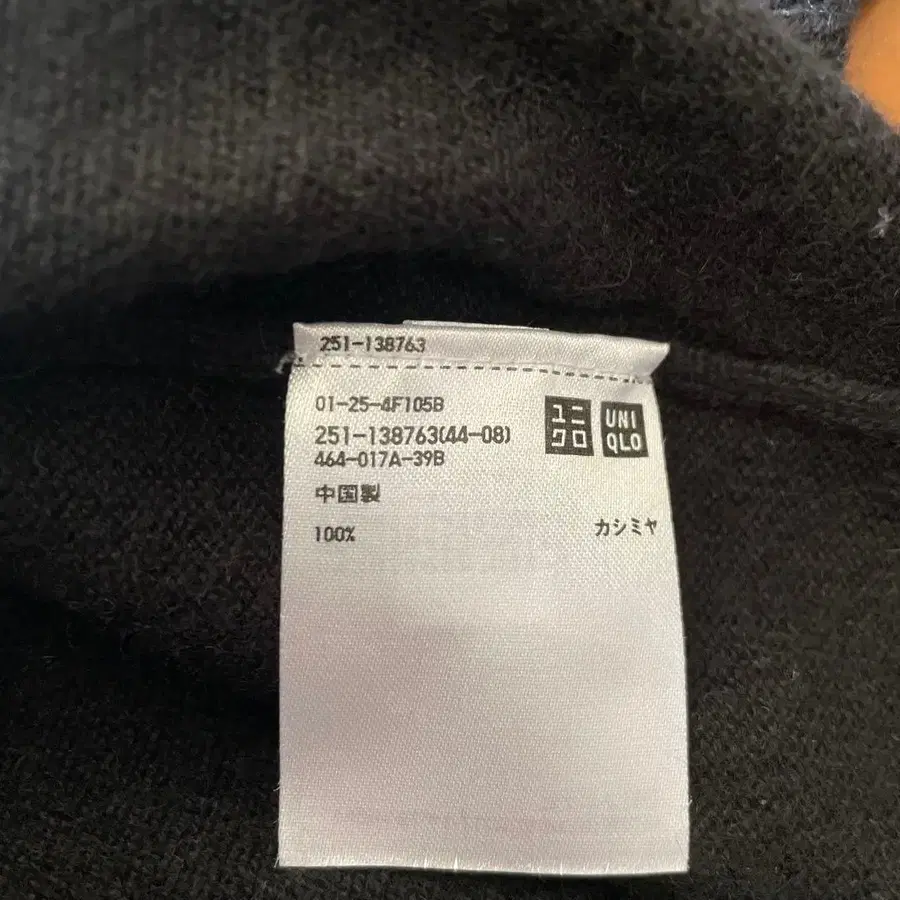 251-138763
01-25-4F105B
251-138763(44-08)
464-017A-39B
ユニクロ
UNIQLO
中国製
100% カシミヤ